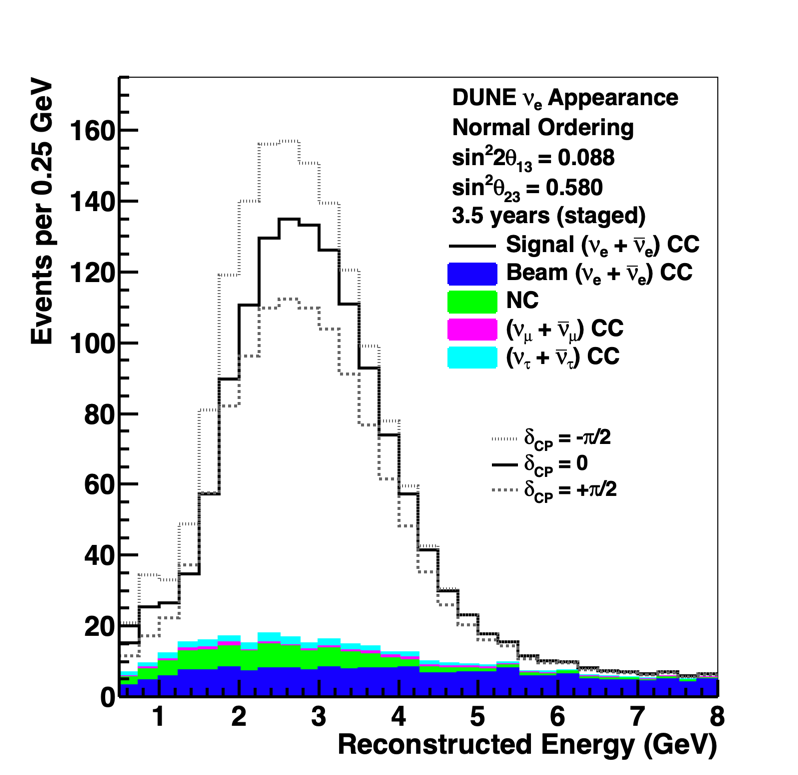 Events per 0.25 GeV
160
140
120
100
80
60
40
20
0
DUNE νe Appearance
Normal Ordering
sin²2θ13 = 0.088
sin²θ23 = 0.580
3.5 years (staged)
Signal (νe + ν̄e) CC
Beam (νe + ν̄e) CC
NC
(νμ + ν̄μ) CC
(ντ + ν̄τ) CC
δCP = -π/2
δCP = 0
δCP = +π/2
1 2 3 4 5 6 7 8
Reconstructed Energy (GeV)